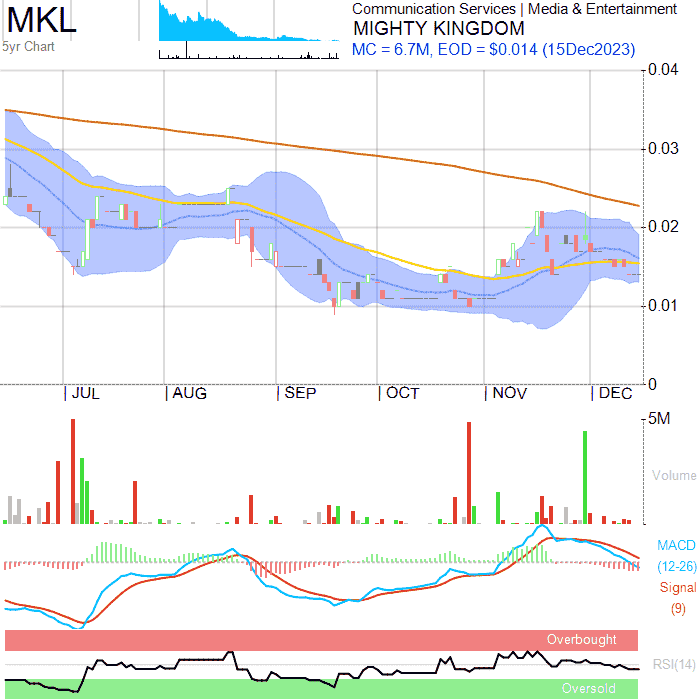 MKL
5yr Chart
Communication Services | Media & Entertainment
MIGHTY KINGDOM
MC = 6.7M, EOD = $0.014 (15Dec2023)
0.04
0.03
0.02
0.01
0
JUL AUG SEP OCT NOV DEC
5M
Volume
MACD
(12-26)
Signal
(9)
Overbought
RSI(14)
Oversold